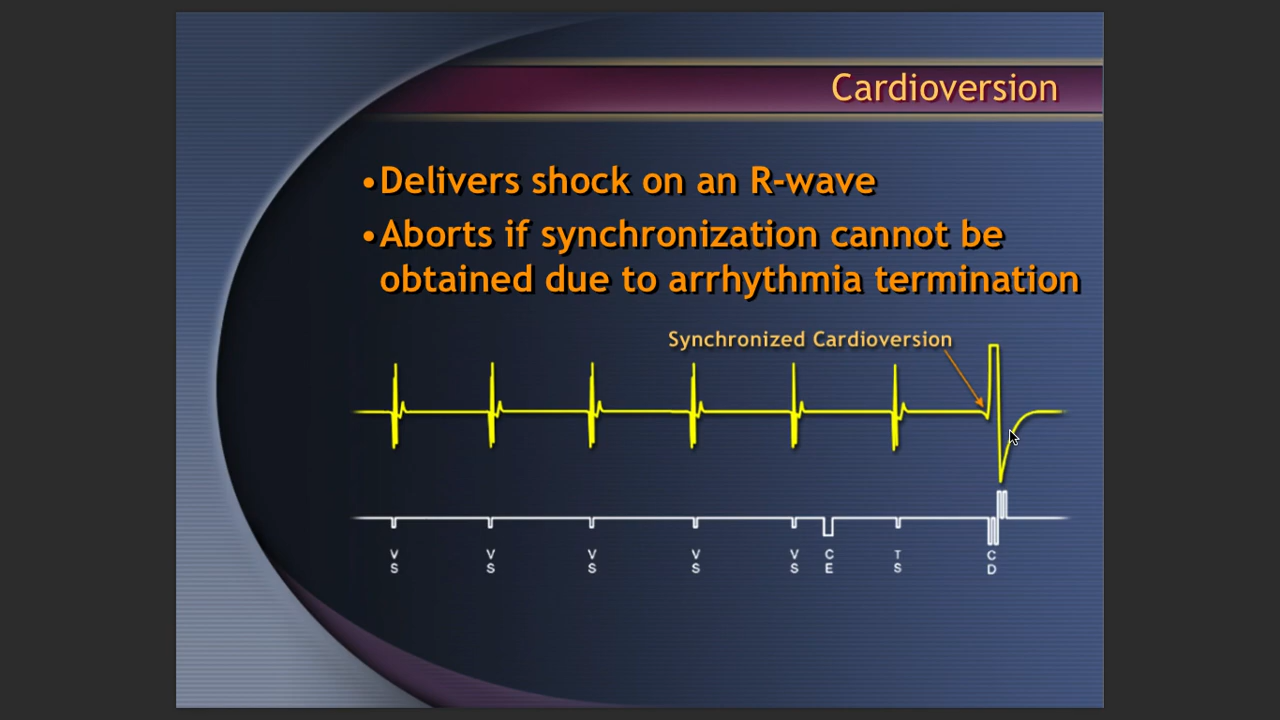 Cardioversion
•Delivers shock on an R-wave
•Aborts if synchronization cannot be
obtained due to arrhythmia termination
Synchronized Cardioversion
V V V V V C T C
S S S S S E S D